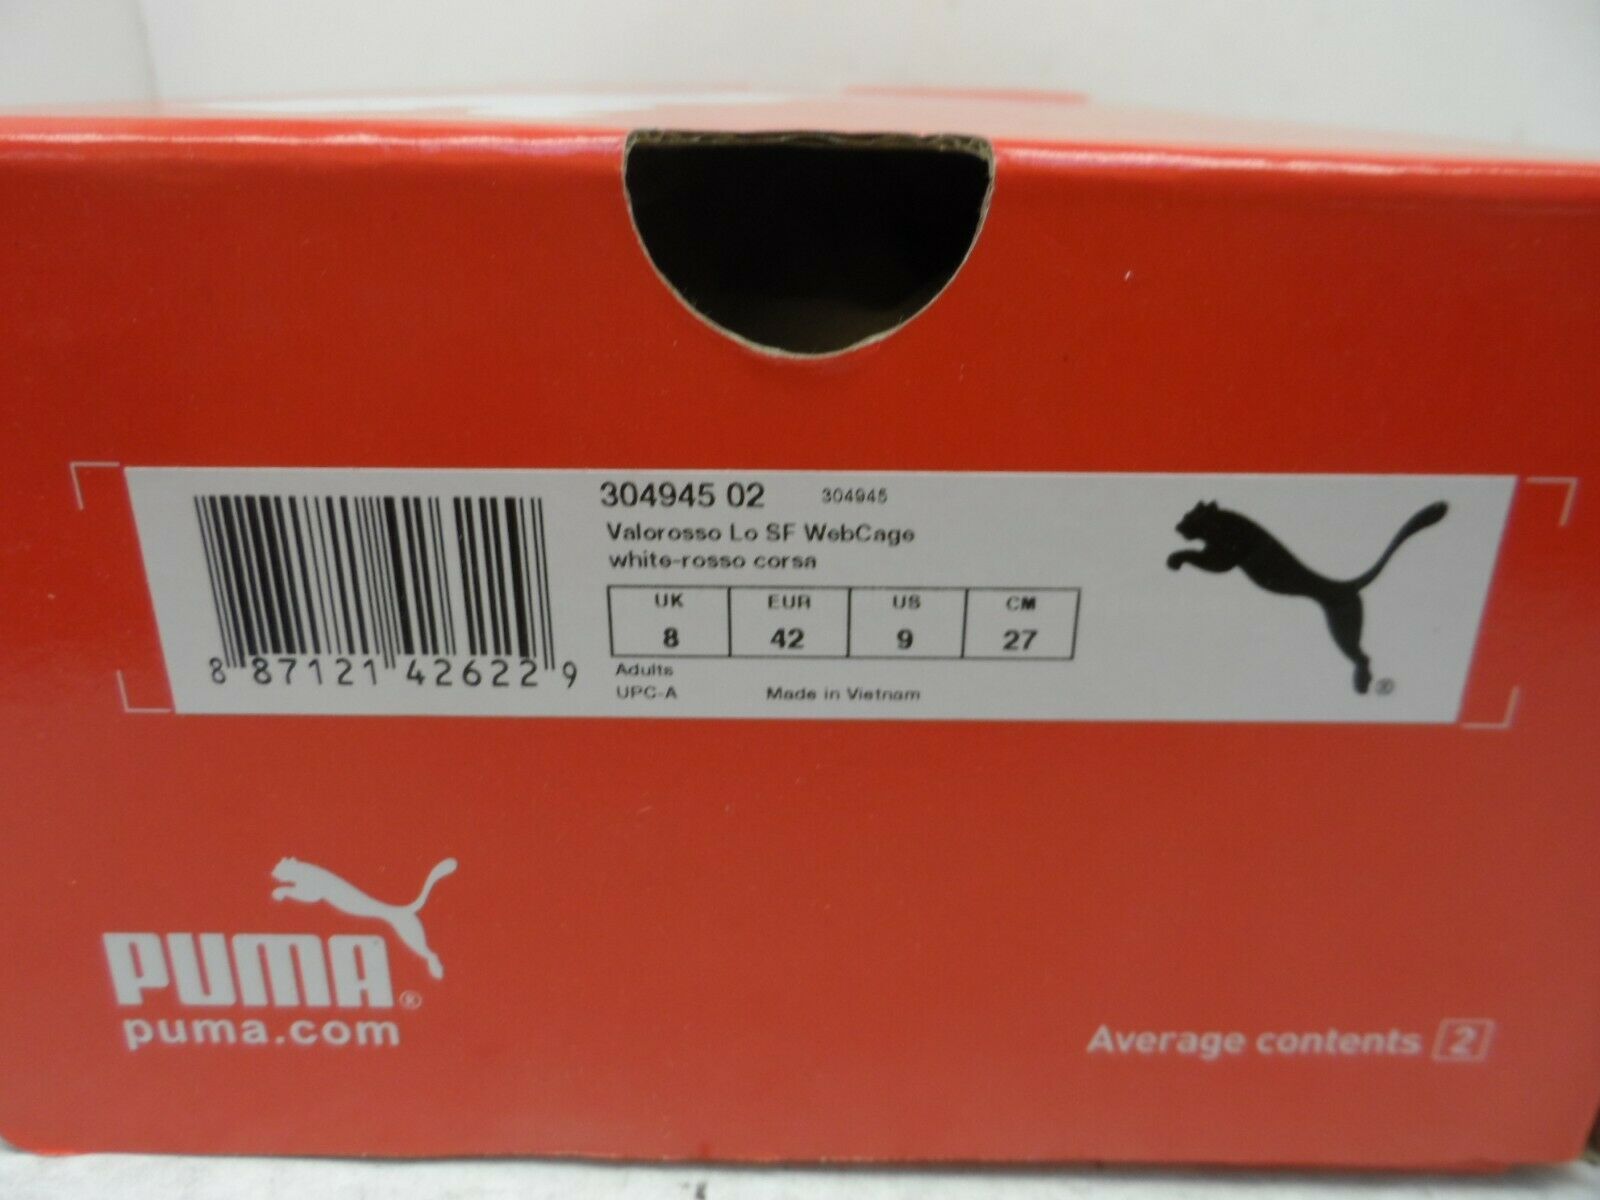 304945 02 304945
Valorosso Lo SF WebCage
white-rosso corsa
UK EUR US CM
8 42 9 27
Adults
UPC-A Made in Vietnam
8 87121 42622 9
®
PUMA®
puma.com
Average contents 2